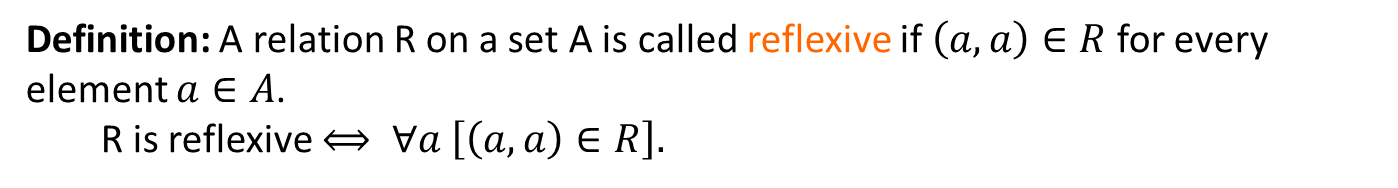 Definition: A relation R on a set A is called reflexive if (a, a) ∈ R for every
element a ∈ A.
R is reflexive ⟺ ∀a [(a, a) ∈ R].